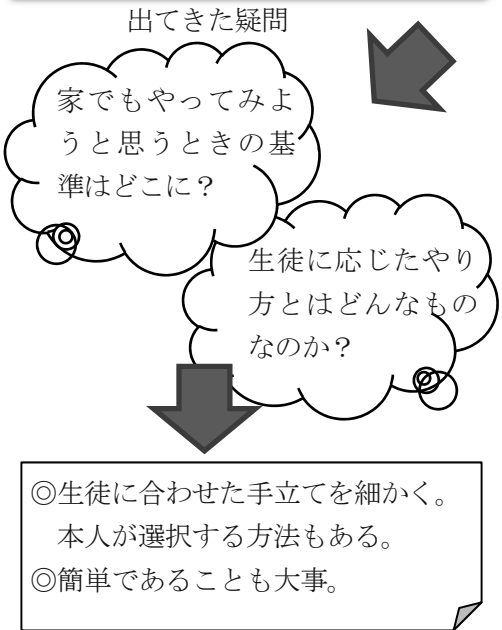 出てきた疑問
家でもやってみよ
うと思うときの基
準はどこに？
生徒に応じたやり
方とはどんなもの
なのか？
◎生徒に合わせた手立てを細かく。
本人が選択する方法もある。
◎簡単であることも大事。